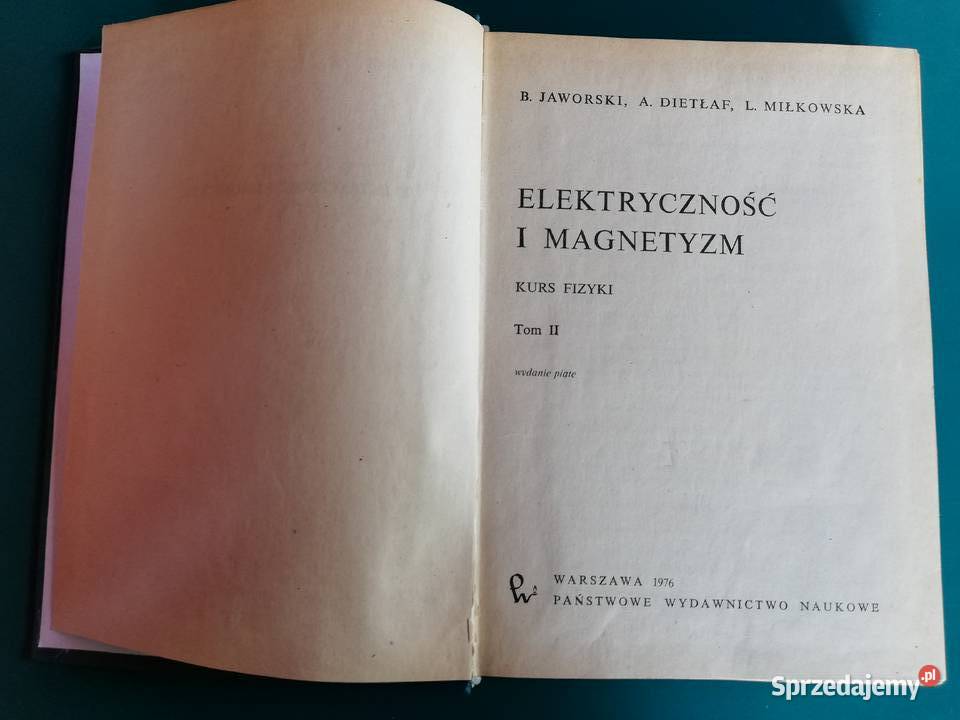 B. JAWORSKI, A. DIETŁAF, L. MIŁKOWSKA
ELEKTRYCZNOŚĆ
I MAGNETYZM
KURS FIZYKI
Tom II
wydanie piąte
WARSZAWA 1976
PAŃSTWOWE WYDAWNICTWO NAUKOWE
Sprzedajemy.pl